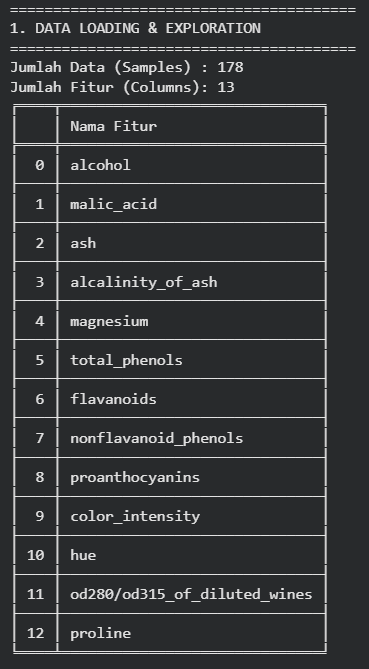 ========================================
1. DATA LOADING & EXPLORATION
========================================
Jumlah Data (Samples) : 178
Jumlah Fitur (Columns): 13
Nama Fitur
0 alcohol
1 malic_acid
2 ash
3 alcalinity_of_ash
4 magnesium
5 total_phenols
6 flavanoids
7 nonflavanoid_phenols
8 proanthocyanins
9 color_intensity
10 hue
11 od280/od315_of_diluted_wines
12 proline